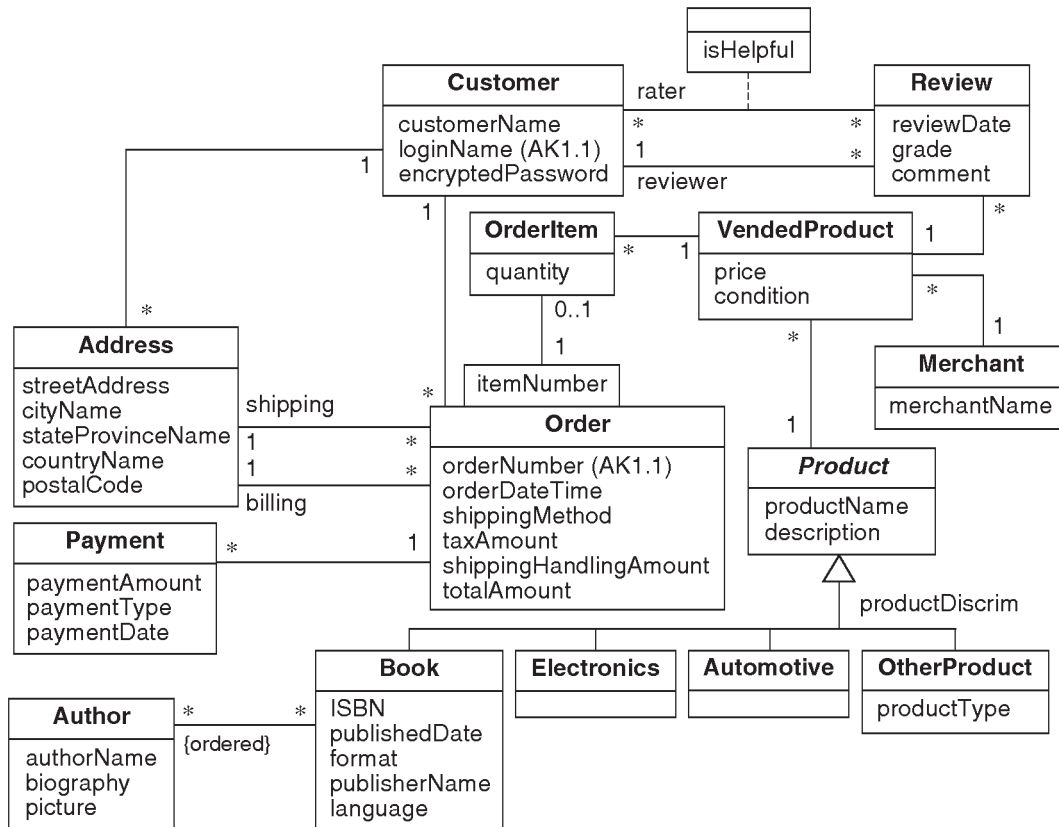 isHelpful
Customer
customerName
loginName (AK1.1)
encryptedPassword
rater
*
*
1
*
reviewer
Review
reviewDate
grade
comment
1
1
*
OrderItem
quantity
*
1
VendedProduct
price
condition
1
*
*
1
0..1
1
*
*
Address
streetAddress
cityName
stateProvinceName
countryName
postalCode
shipping
1
*
1
*
billing
*
itemNumber
Order
orderNumber (AK1.1)
orderDateTime
shippingMethod
taxAmount
shippingHandlingAmount
totalAmount
Merchant
merchantName
1
Product
productName
description
Payment
paymentAmount
paymentType
paymentDate
*
1
productDiscrim
Book
ISBN
publishedDate
format
publisherName
language
Electronics
Automotive
OtherProduct
productType
Author
authorName
biography
picture
*
*
{ordered}